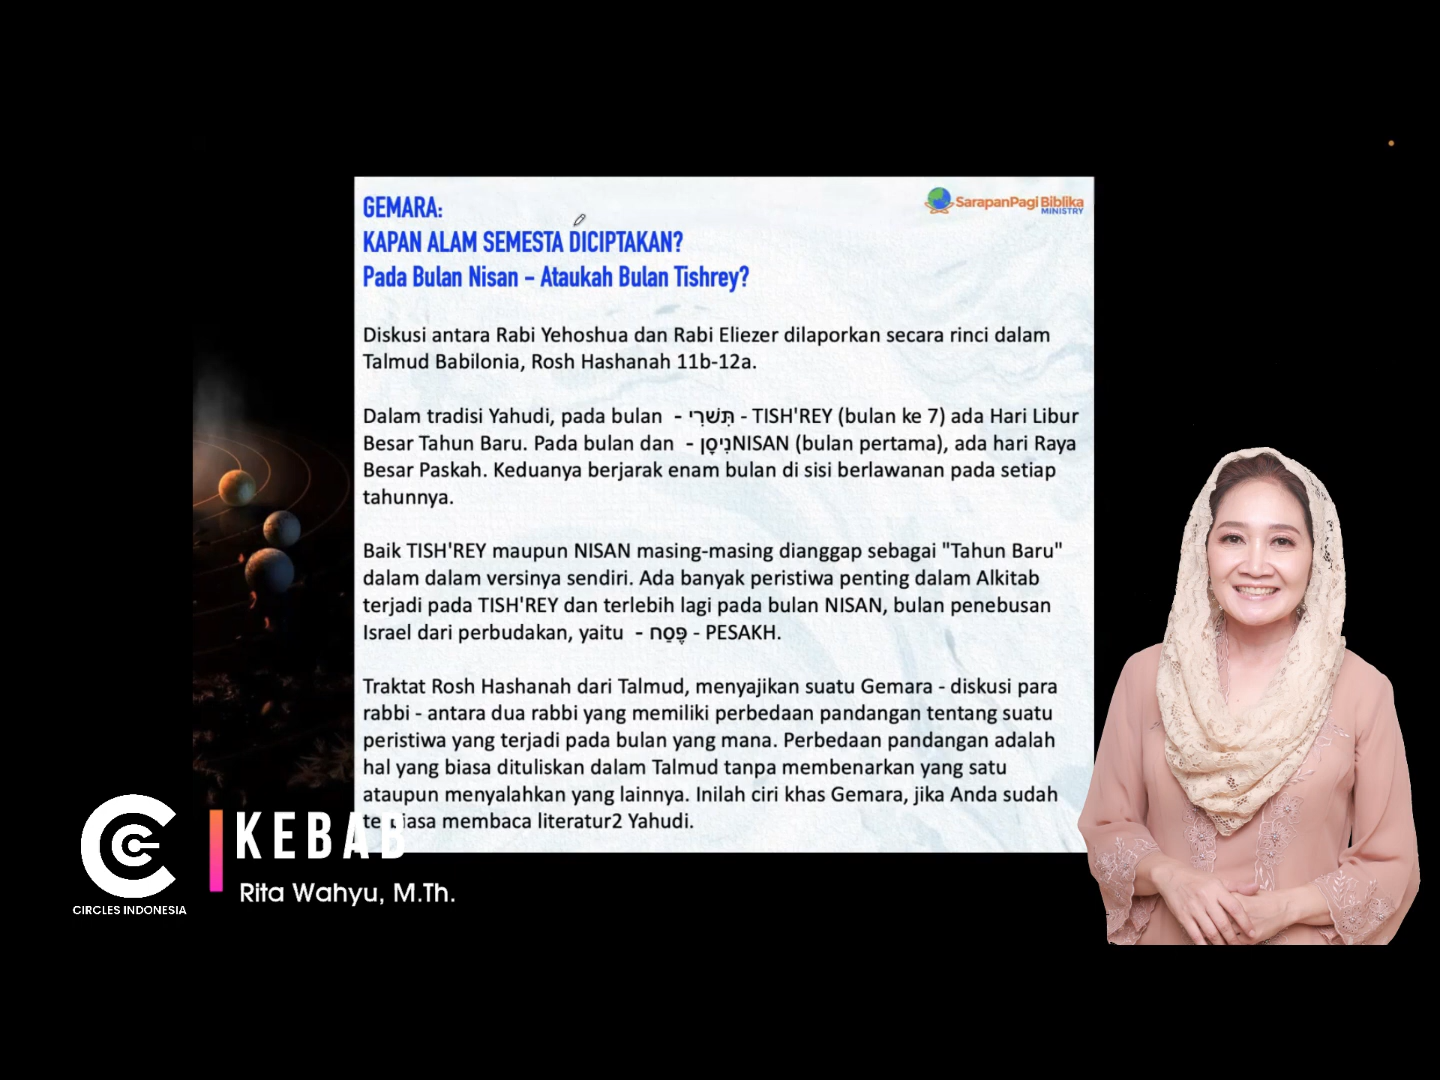 GEMARA:
KAPAN ALAM SEMESTA DICIPTAKAN?
Pada Bulan Nisan – Ataukah Bulan Tishrey?
SarapanPagi Biblika
MINISTRY
Diskusi antara Rabi Yehoshua dan Rabi Eliezer dilaporkan secara rinci dalam
Talmud Babilonia, Rosh Hashanah 11b-12a.
Dalam tradisi Yahudi, pada bulan - תִּשׁרִי - TISH'REY (bulan ke 7) ada Hari Libur
Besar Tahun Baru. Pada bulan dan - נִיסָןNISAN (bulan pertama), ada hari Raya
Besar Paskah. Keduanya berjarak enam bulan di sisi berlawanan pada setiap
tahunnya.
Baik TISH'REY maupun NISAN masing-masing dianggap sebagai "Tahun Baru"
dalam dalam versinya sendiri. Ada banyak peristiwa penting dalam Alkitab
terjadi pada TISH'REY dan terlebih lagi pada bulan NISAN, bulan penebusan
Israel dari perbudakan, yaitu - פֶּסַח - PESAKH.
Traktat Rosh Hashanah dari Talmud, menyajikan suatu Gemara - diskusi para
rabbi - antara dua rabbi yang memiliki perbedaan pandangan tentang suatu
peristiwa yang terjadi pada bulan yang mana. Perbedaan pandangan adalah
hal yang biasa dituliskan dalam Talmud tanpa membenarkan yang satu
ataupun menyalahkan yang lainnya. Inilah ciri khas Gemara, jika Anda sudah
terbiasa membaca literatur2 Yahudi.
KEBAB
Rita Wahyu, M.Th.
CIRCLES INDONESIA